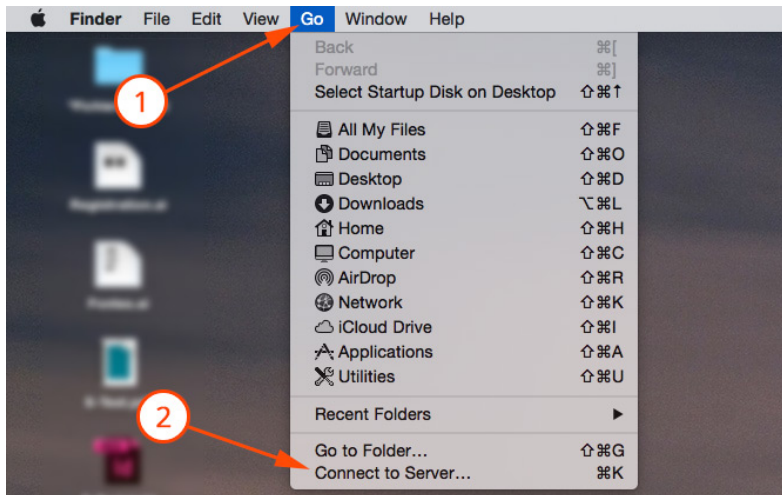 Finder File Edit View Go Window Help
Back ⌘[
Forward ⌘]
Select Startup Disk on Desktop ⇧⌘↑
All My Files ⇧⌘F
Documents ⇧⌘O
Desktop ⇧⌘D
Downloads ⌥⌘L
Home ⇧⌘H
Computer ⇧⌘C
AirDrop ⇧⌘R
Network ⇧⌘K
iCloud Drive ⇧⌘I
Applications ⇧⌘A
Utilities ⇧⌘U
Recent Folders
Go to Folder... ⇧⌘G
Connect to Server... ⌘K
1
2